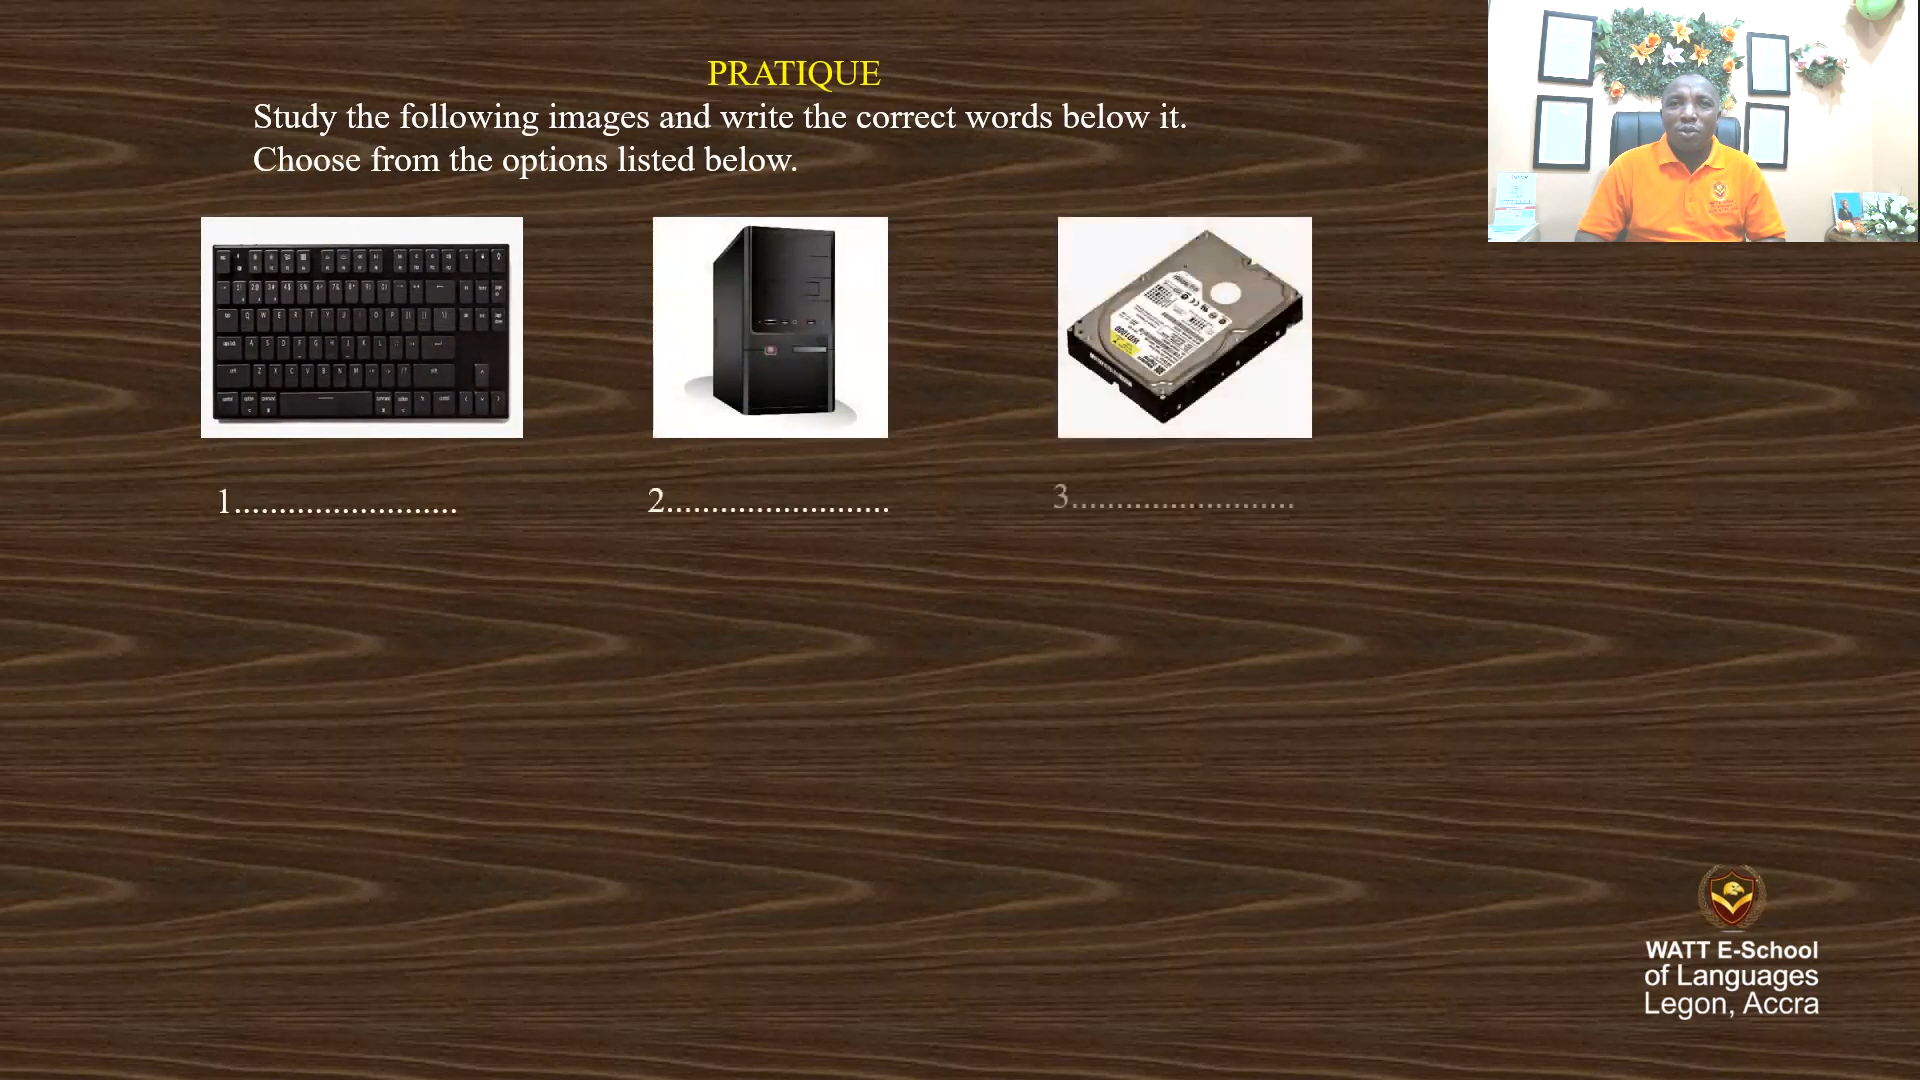 PRATIQUE
Study the following images and write the correct words below it.
Choose from the options listed below.
1.........................
2.........................
3.........................
WATT E-School
of Languages
Legon, Accra